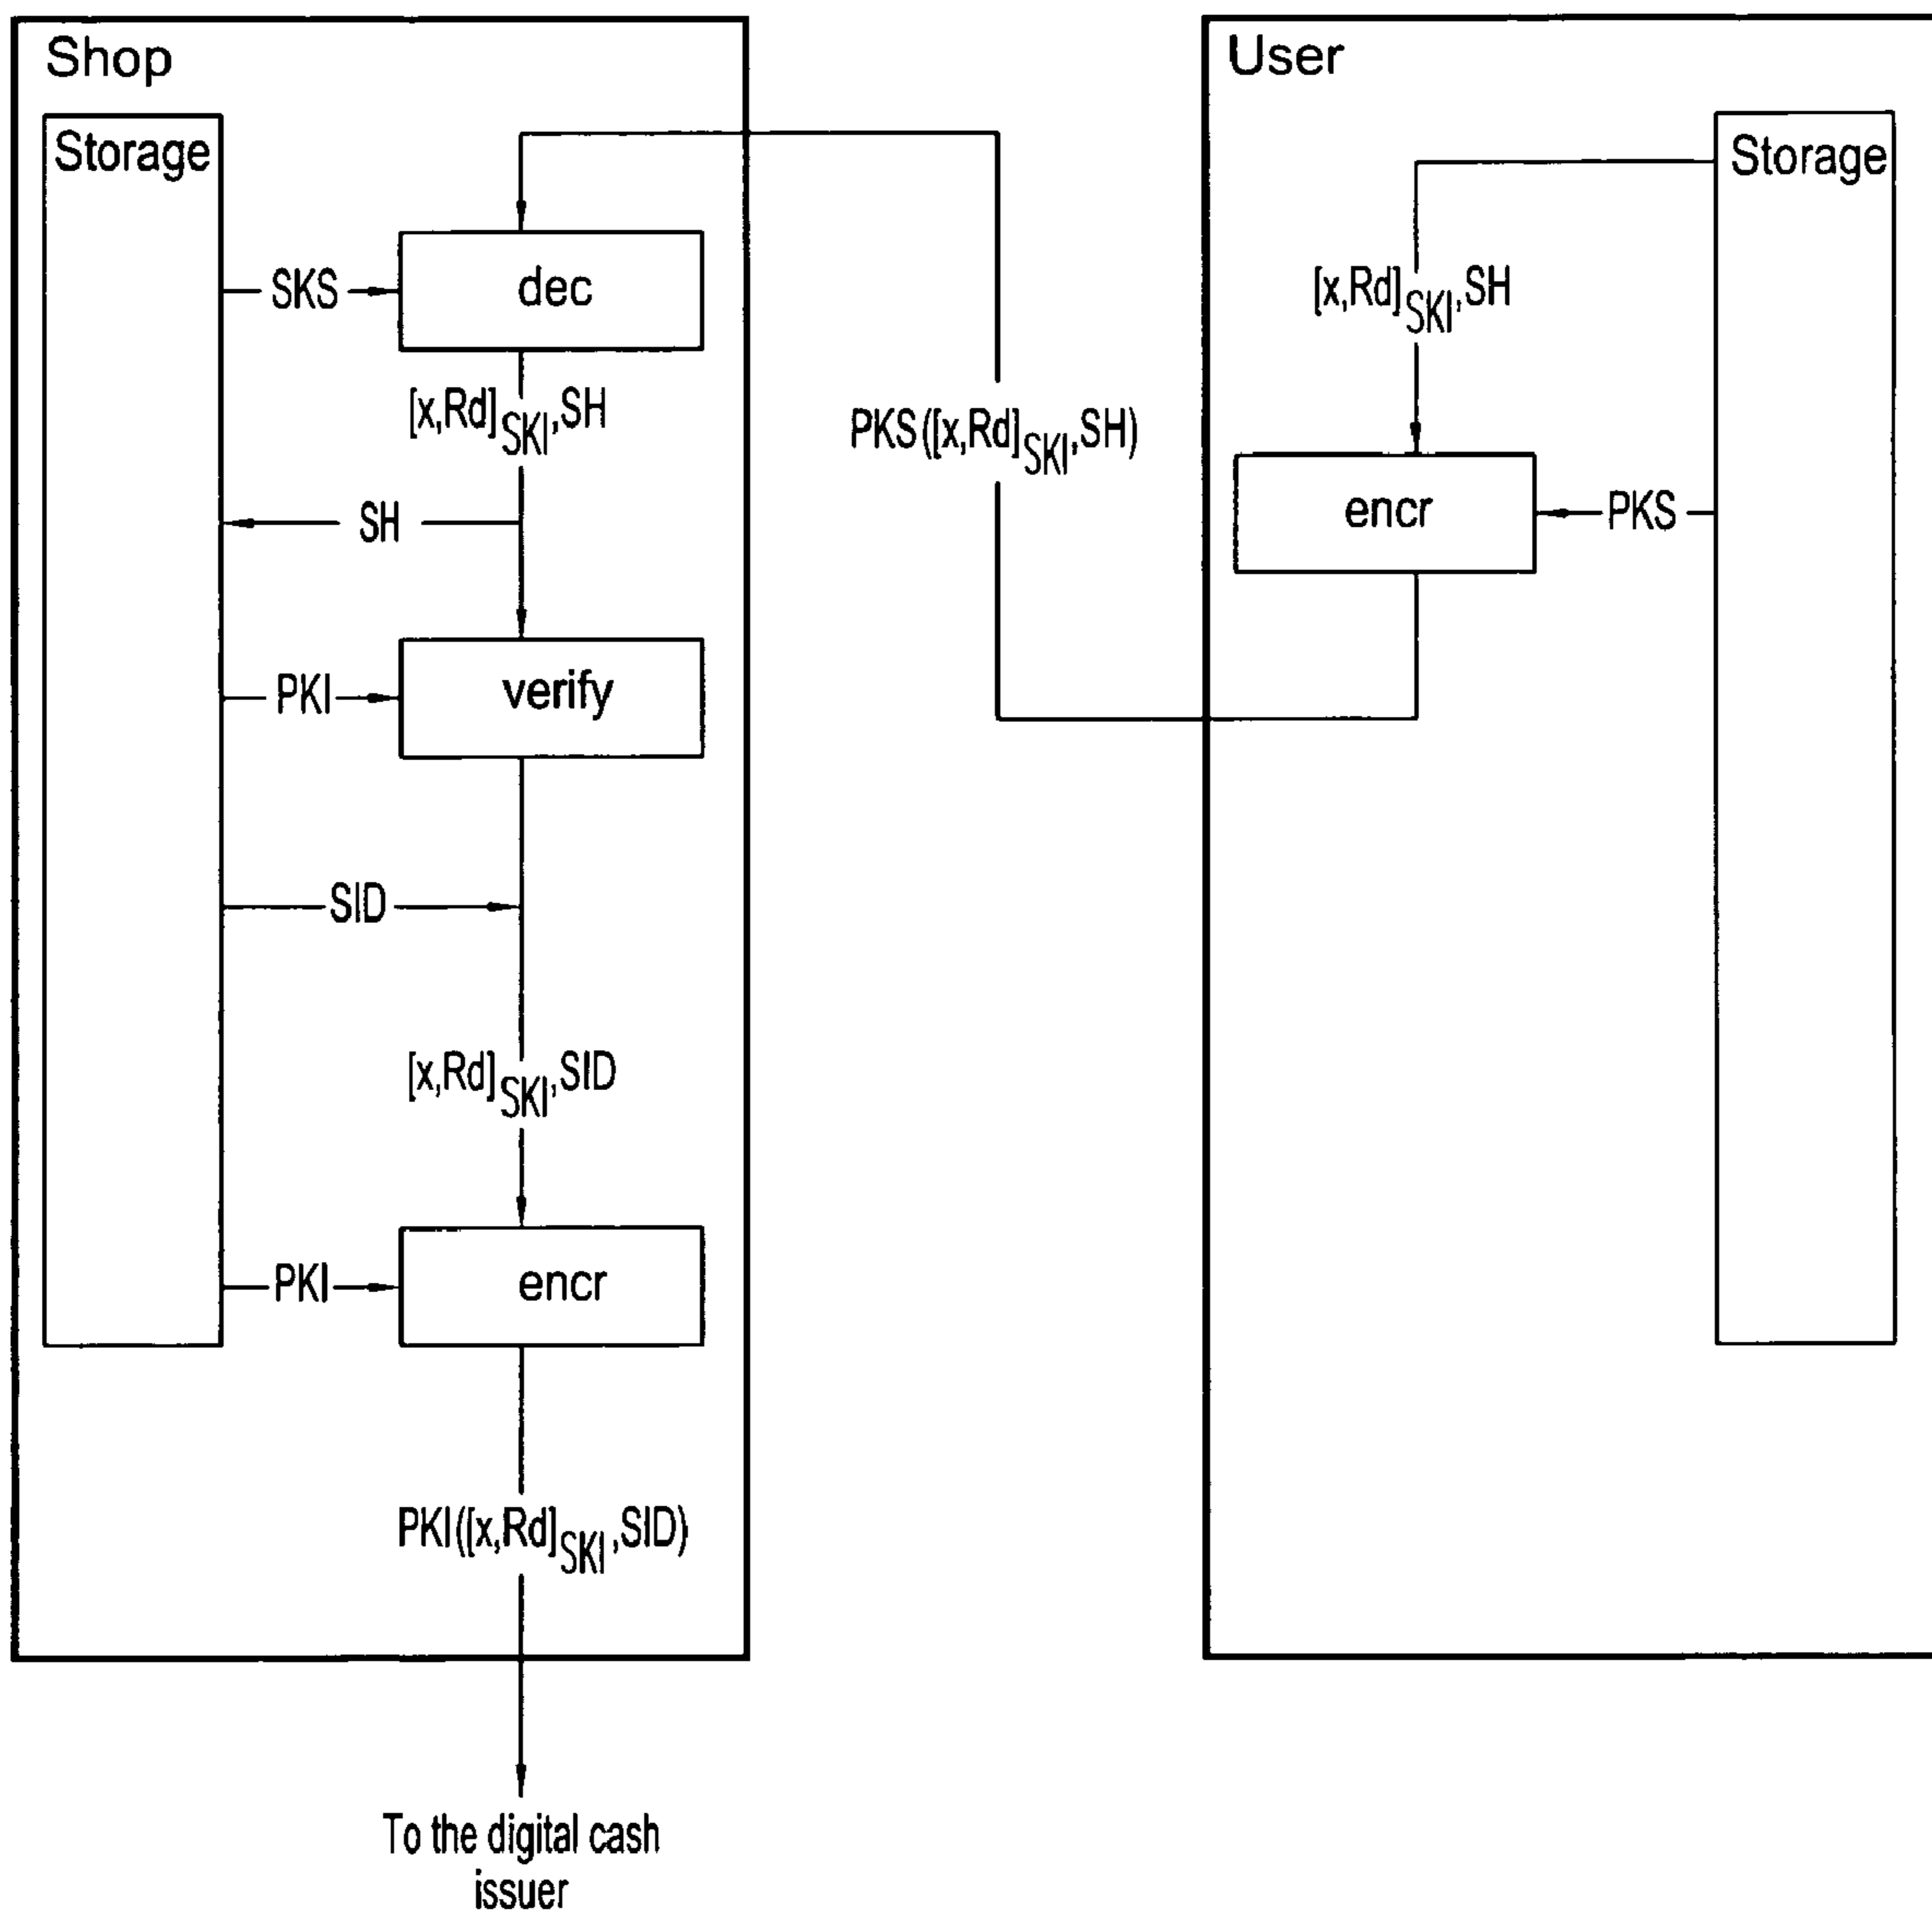 Shop
Storage
SKS
dec
[x,Rd]SKI,SH
SH
PKI
verify
SID
[x,Rd]SKI,SID
PKI
encr
PKI([x,Rd]SKI,SID)
To the digital cash
issuer
PKS([x,Rd]SKI,SH)
User
Storage
[x,Rd]SKI,SH
encr
PKS